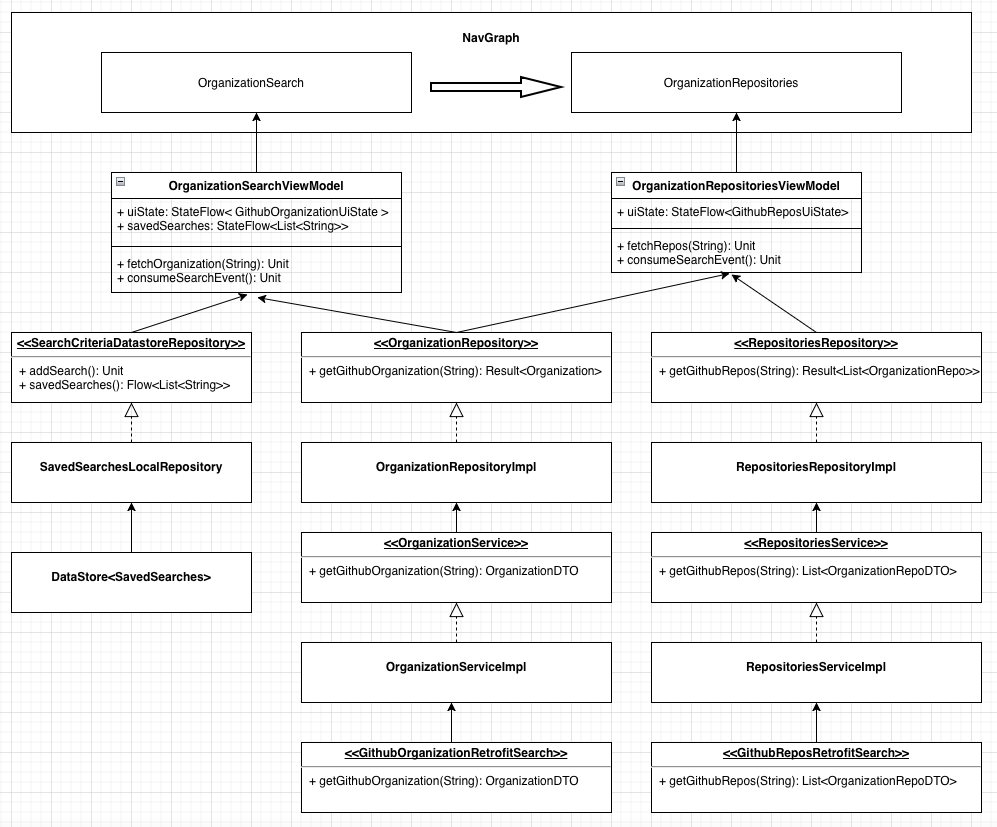 NavGraph
OrganizationSearch
OrganizationRepositories
OrganizationSearchViewModel
+ uiState: StateFlow< GithubOrganizationUiState >
+ savedSearches: StateFlow<List<String>>
+ fetchOrganization(String): Unit
+ consumeSearchEvent(): Unit
OrganizationRepositoriesViewModel
+ uiState: StateFlow<GithubReposUiState>
+ fetchRepos(String): Unit
+ consumeSearchEvent(): Unit
<<SearchCriteriaDatastoreRepository>>
+ addSearch(): Unit
+ savedSearches(): Flow<List<String>>
<<OrganizationRepository>>
+ getGithubOrganization(String): Result<Organization>
<<RepositoriesRepository>>
+ getGithubRepos(String): Result<List<OrganizationRepo>>
SavedSearchesLocalRepository
OrganizationRepositoryImpl
RepositoriesRepositoryImpl
DataStore<SavedSearches>
<<OrganizationService>>
+ getGithubOrganization(String): OrganizationDTO
<<RepositoriesService>>
+ getGithubRepos(String): List<OrganizationRepoDTO>
OrganizationServiceImpl
RepositoriesServiceImpl
<<GithubOrganizationRetrofitSearch>>
+ getGithubOrganization(String): OrganizationDTO
<<GithubReposRetrofitSearch>>
+ getGithubRepos(String): List<OrganizationRepoDTO>